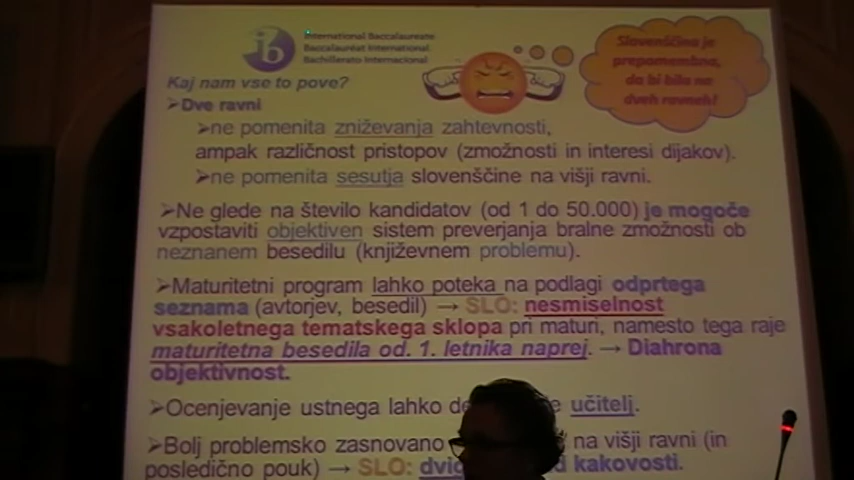 ib
International Baccalaureate
Baccalauréat International
Bachillerato Internacional
Slovenščina je
prepomembna,
da bi bila na
dveh ravneh!
Kaj nam vse to pove?
➢Dve ravni
➢ne pomenita zniževanja zahtevnosti,
ampak različnost pristopov (zmožnosti in interesi dijakov).
➢ne pomenita sesutja slovenščine na višji ravni.
➢Ne glede na število kandidatov (od 1 do 50.000) je mogoče
vzpostaviti objektiven sistem preverjanja bralne zmožnosti ob
neznanem besedilu (književnem problemu).
➢Maturitetni program lahko poteka na podlagi odprtega
seznama (avtorjev, besedil) → SLO: nesmiselnost
vsakoletnega tematskega sklopa pri maturi, namesto tega raje
maturitetna besedila od. 1. letnika naprej. → Diahrona
objektivnost.
➢Ocenjevanje ustnega lahko učitelj.
➢Bolj problemsko zasnovano na višji ravni (in
posledično pouk) → SLO: kakovosti.